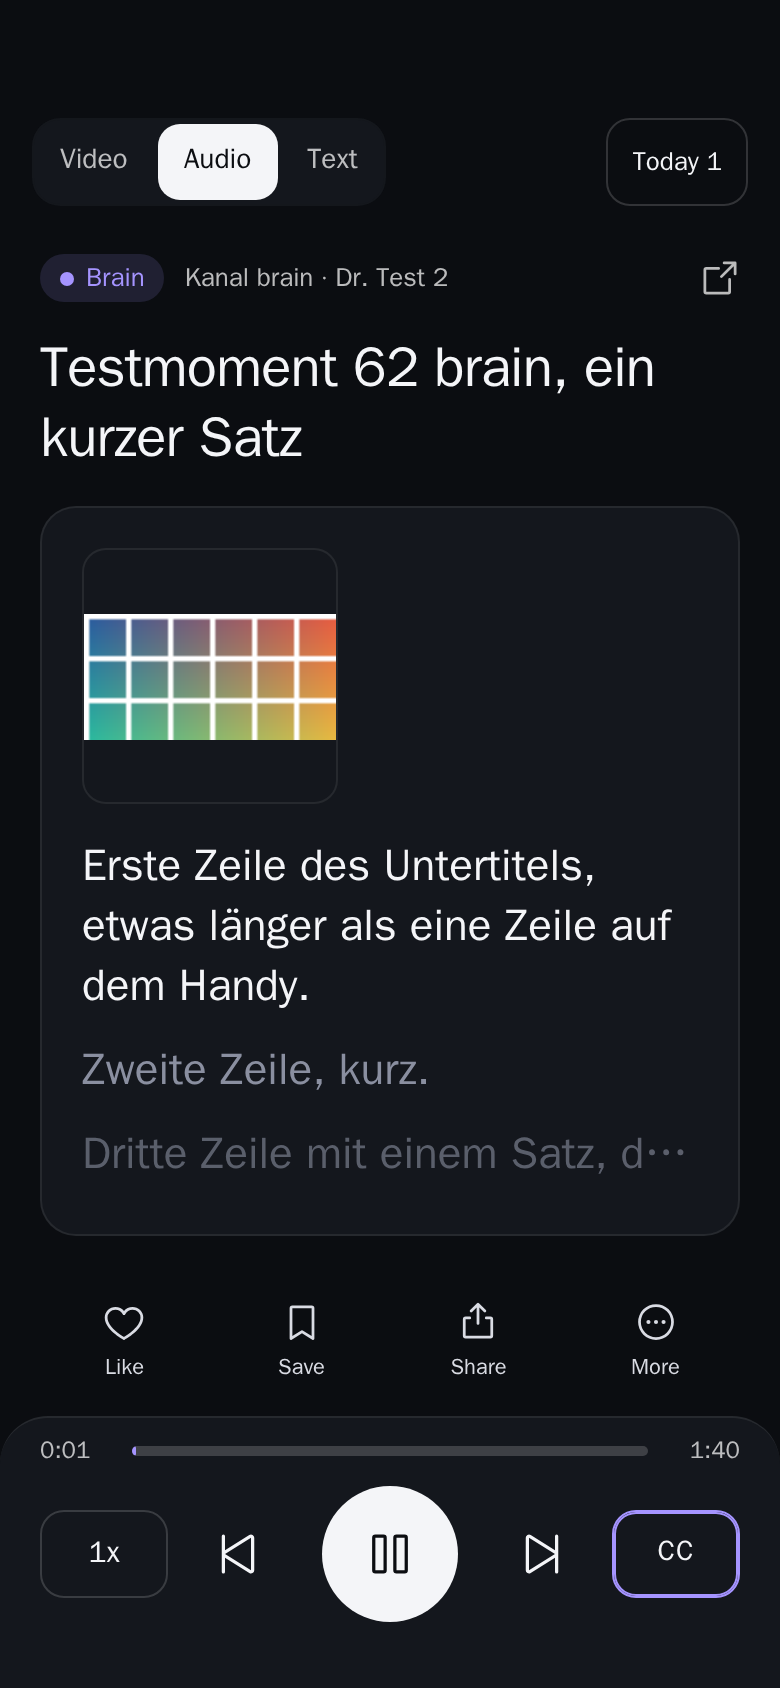 Video Audio Text Today 1
Brain Kanal brain · Dr. Test 2
Testmoment 62 brain, ein
kurzer Satz
Erste Zeile des Untertitels,
etwas länger als eine Zeile auf
dem Handy.
Zweite Zeile, kurz.
Dritte Zeile mit einem Satz, d···
Like Save Share More
0:01 1:40
1x CC